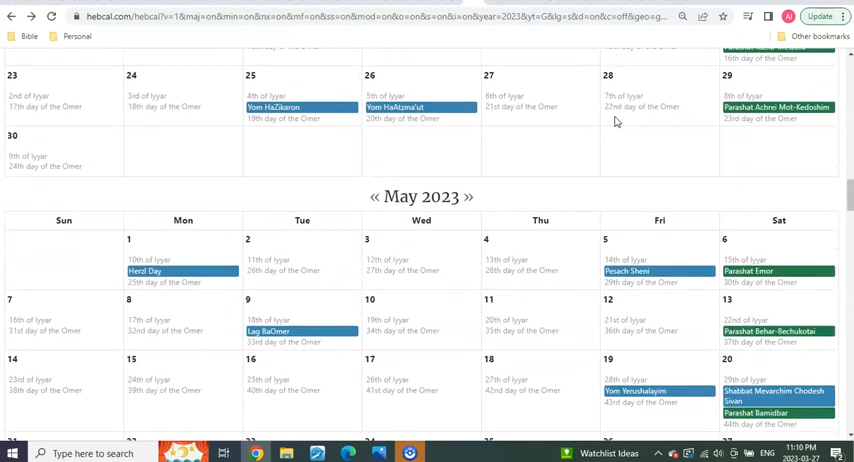 hebcal.com/hebcal?v=1&maj=on&min=on&nx=on&mf=on&ss=on&mod=on&o=on&s=on&i=on&year=2023&yt=G&lg=s&d=on&c=off&geo=g...
AI
Update
Bible
Personal
Other bookmarks
16th day of the Omer
23
24
25
26
27
28
29
2nd of Iyyar
3rd of Iyyar
4th of Iyyar
5th of Iyyar
6th of Iyyar
7th of Iyyar
8th of Iyyar
17th day of the Omer
18th day of the Omer
Yom HaZikaron
Yom HaAtzma'ut
21st day of the Omer
22nd day of the Omer
Parashat Achrei Mot-Kedoshim
19th day of the Omer
20th day of the Omer
23rd day of the Omer
30
9th of Iyyar
24th day of the Omer
« May 2023 »
Sun
Mon
Tue
Wed
Thu
Fri
Sat
1
2
3
4
5
6
10th of Iyyar
11th of Iyyar
12th of Iyyar
13th of Iyyar
14th of Iyyar
15th of Iyyar
Herzl Day
26th day of the Omer
27th day of the Omer
28th day of the Omer
Pesach Sheni
Parashat Emor
25th day of the Omer
29th day of the Omer
30th day of the Omer
7
8
9
10
11
12
13
16th of Iyyar
17th of Iyyar
18th of Iyyar
19th of Iyyar
20th of Iyyar
21st of Iyyar
22nd of Iyyar
31st day of the Omer
32nd day of the Omer
Lag BaOmer
34th day of the Omer
35th day of the Omer
36th day of the Omer
Parashat Behar-Bechukotai
33rd day of the Omer
37th day of the Omer
14
15
16
17
18
19
20
23rd of Iyyar
24th of Iyyar
25th of Iyyar
26th of Iyyar
27th of Iyyar
28th of Iyyar
29th of Iyyar
38th day of the Omer
39th day of the Omer
40th day of the Omer
41st day of the Omer
42nd day of the Omer
Yom Yerushalayim
Shabbat Mevarchim Chodesh
Sivan
43rd day of the Omer
Parashat Bamidbar
44th day of the Omer
Type here to search
Watchlist Ideas
ENG
11:10 PM
2023-03-27
2